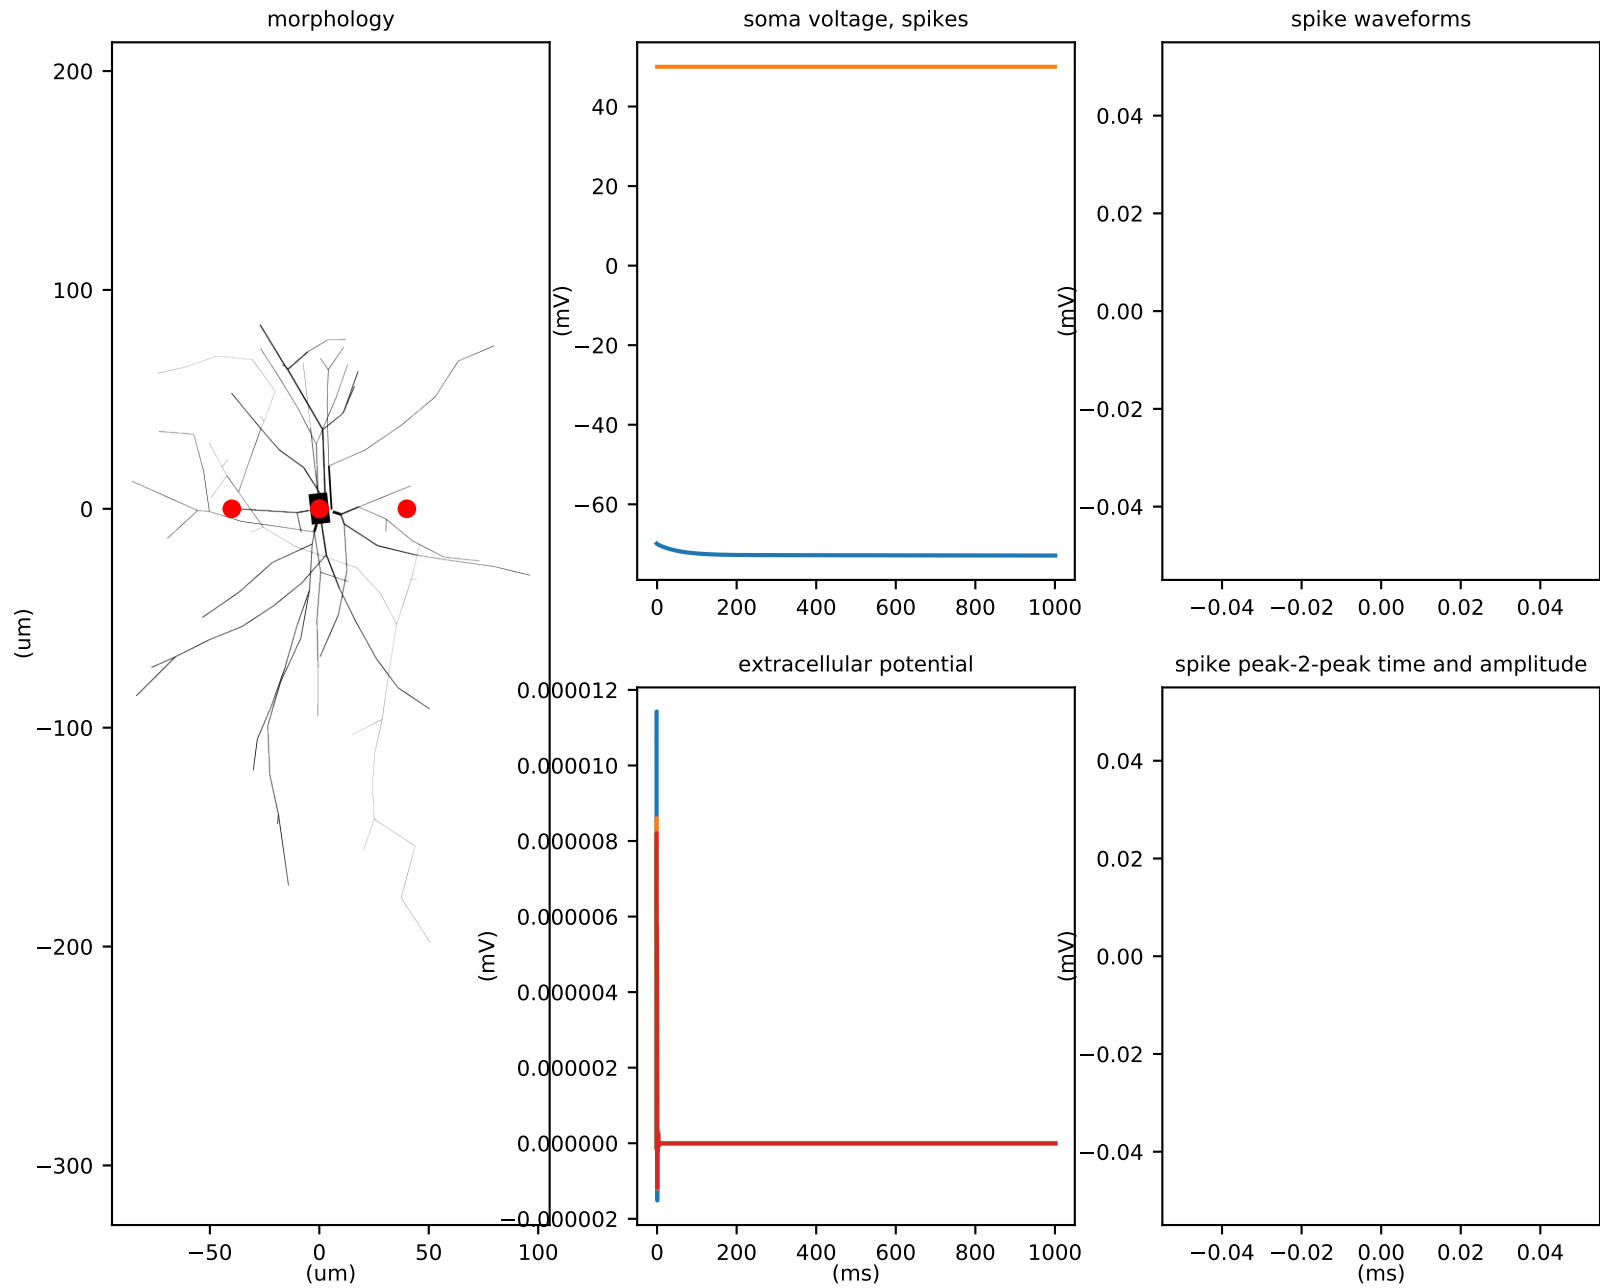 morphology
200
100
0
−100
−200
−300
(um)
−50 0 50 100
(um)
soma voltage, spikes
40
20
0
−20
−40
−60
(mV)
0 200 400 600 800 1000
spike waveforms
0.04
0.02
0.00
−0.02
−0.04
(mV)
−0.04 −0.02 0.00 0.02 0.04
extracellular potential
0.000012
0.000010
0.000008
0.000006
0.000004
0.000002
0.000000
−0.000002
(mV)
0 200 400 600 800 1000
(ms)
spike peak-2-peak time and amplitude
0.04
0.02
0.00
−0.02
−0.04
(mV)
−0.04 −0.02 0.00 0.02 0.04
(ms)